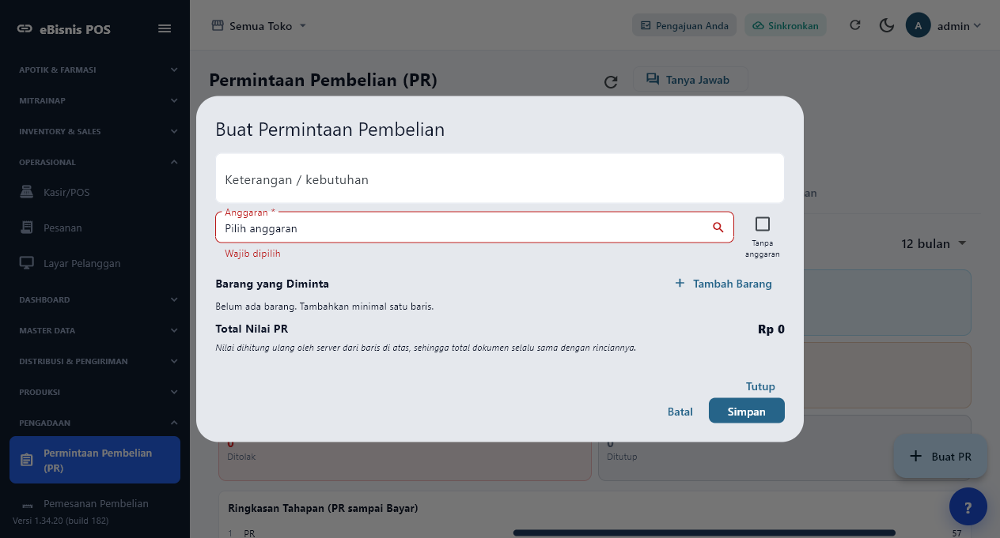 eBisnis POS
Semua Toko
Pengajuan Anda
Sinkronkan
A
admin
APOTIK & FARMASI
MITRAINAP
INVENTORY & SALES
OPERASIONAL
Kasir/POS
Pesanan
Layar Pelanggan
DASHBOARD
MASTER DATA
DISTRIBUSI & PENGIRIMAN
PRODUKSI
PENGADAAN
Permintaan Pembelian
(PR)
Pemesanan Pembelian
Versi 1.34.20 (build 182)
Permintaan Pembelian (PR)
Tanya Jawab
12 bulan
Buat Permintaan Pembelian
Keterangan / kebutuhan
Anggaran *
Pilih anggaran
Wajib dipilih
Tanpa
anggaran
Barang yang Diminta
+ Tambah Barang
Belum ada barang. Tambahkan minimal satu baris.
Total Nilai PR
Rp 0
Nilai dihitung ulang oleh server dari baris di atas, sehingga total dokumen selalu sama dengan rinciannya.
Tutup
Batal
Simpan
0
Ditolak
0
Ditutup
+ Buat PR
Ringkasan Tahapan (PR sampai Bayar)
1 PR
57
?